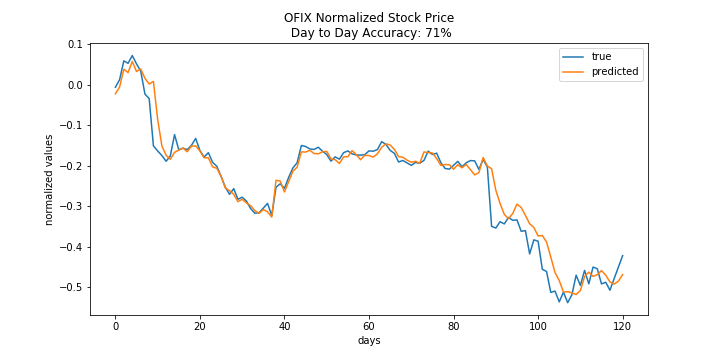 OFIX Normalized Stock Price
Day to Day Accuracy: 71%
true
predicted
normalized values
0.1
0.0
−0.1
−0.2
−0.3
−0.4
−0.5
0 20 40 60 80 100 120
days